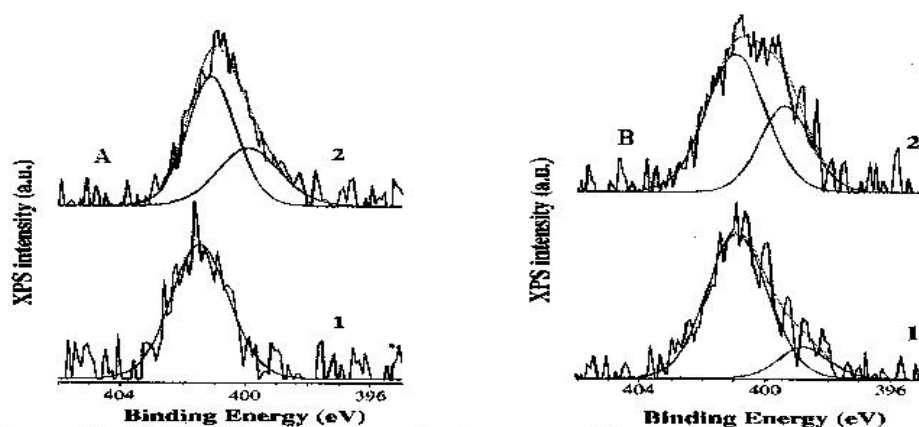 A
2
XPS intensity (a.u.)
1
404
400
396
Binding Energy (eV)
B
2
XPS intensity (a.u.)
1
404
400
396
Binding Energy (eV)